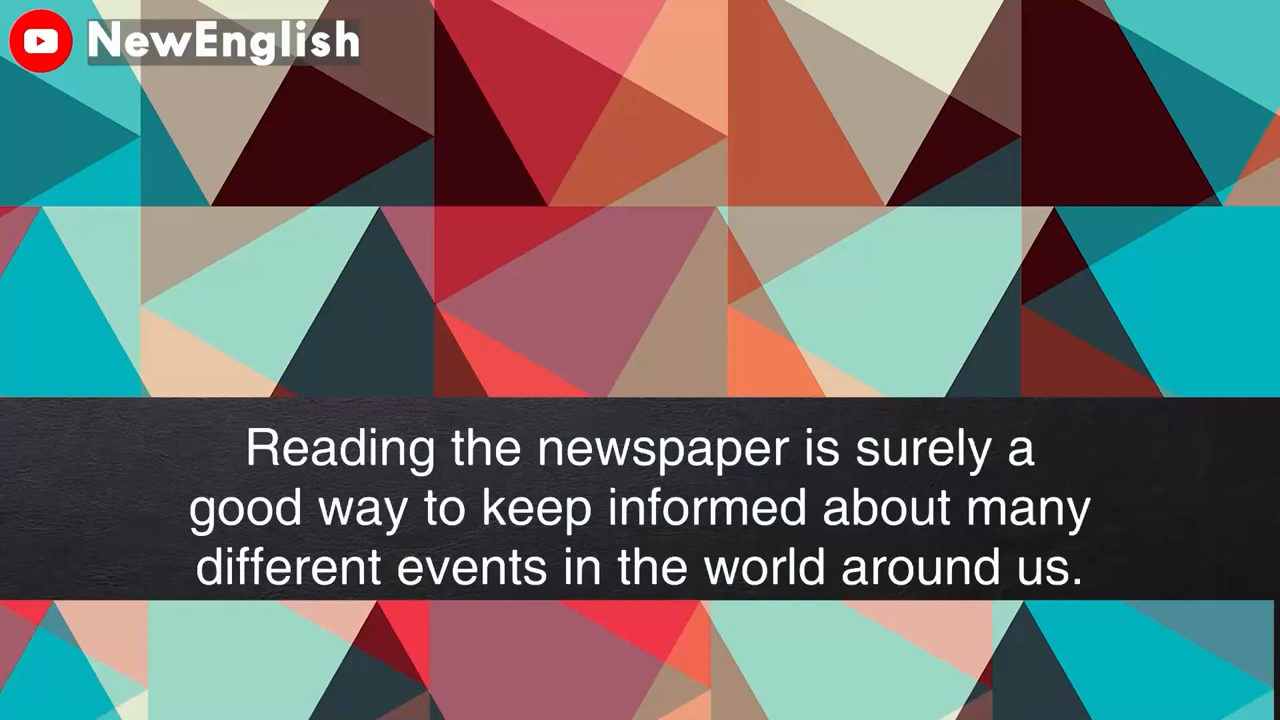 NewEnglish
Reading the newspaper is surely a
good way to keep informed about many
different events in the world around us.